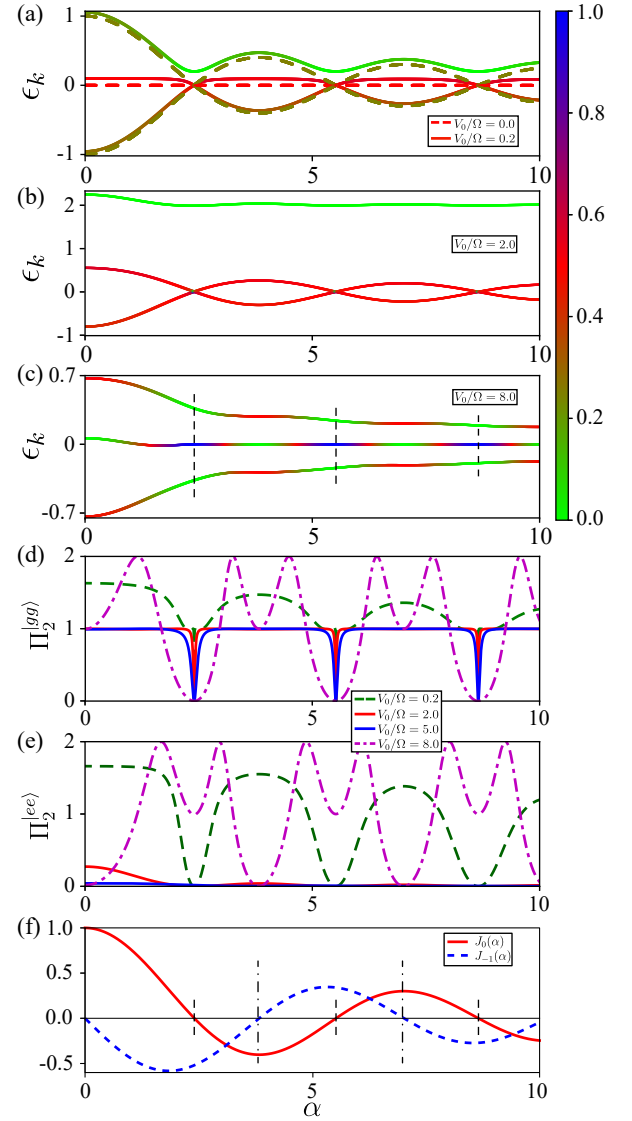 (a)
1
0
-1
ϵ_k
V_0/Ω = 0.0
V_0/Ω = 0.2
0 5 10
1.0
0.8
0.6
0.4
0.2
0.0
(b)
2
1
0
-1
ϵ_k
V_0/Ω = 2.0
0 5 10
(c)
0.7
0
-0.7
ϵ_k
V_0/Ω = 8.0
0 5 10
(d)
2
1
0
Π_2^{|gg⟩}
0 5 10
V_0/Ω = 0.2
V_0/Ω = 2.0
V_0/Ω = 5.0
V_0/Ω = 8.0
(e)
2
1
0
Π_2^{|ee⟩}
0 5 10
(f)
1.0
0.5
0.0
-0.5
J_0(α)
J_{-1}(α)
0 5 10
α